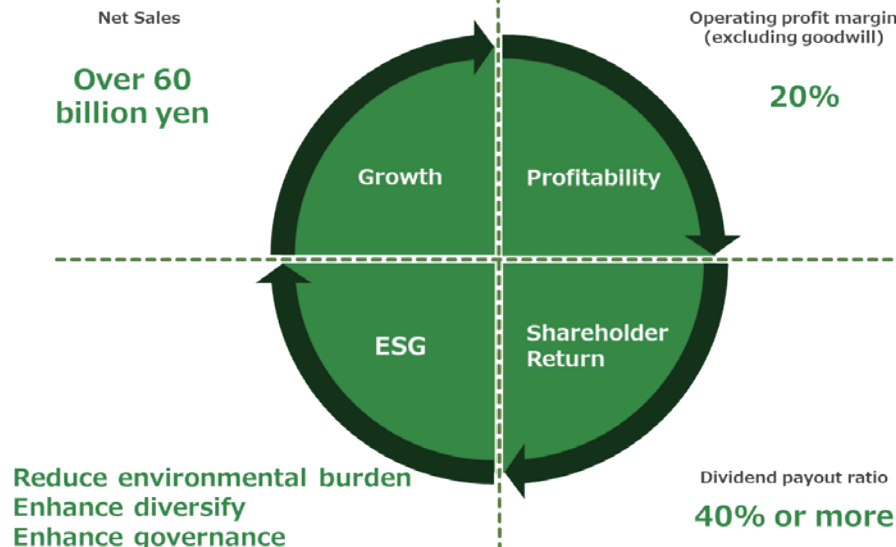 Net Sales
Over 60
billion yen
Operating profit margin
(excluding goodwill)
20%
Growth
Profitability
ESG
Shareholder
Return
Reduce environmental burden
Enhance diversify
Enhance governance
Dividend payout ratio
40% or more